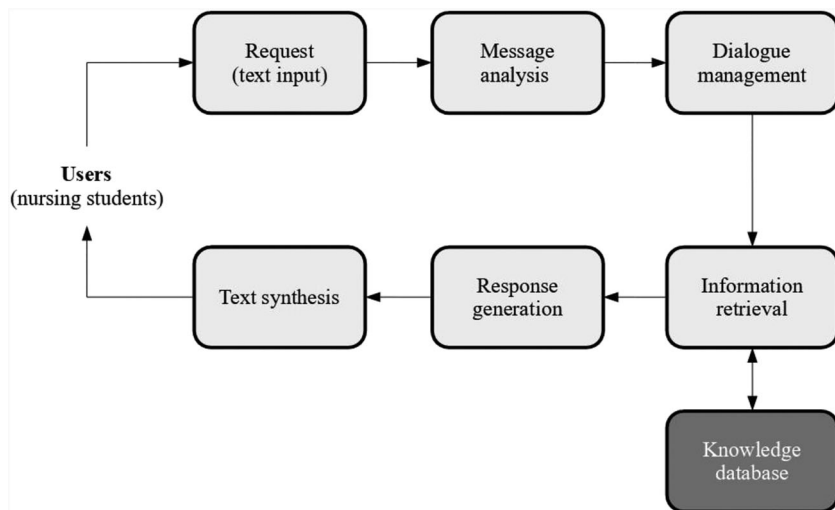 Request
(text input)
Message
analysis
Dialogue
management
Users
(nursing students)
Text synthesis
Response
generation
Information
retrieval
Knowledge
database